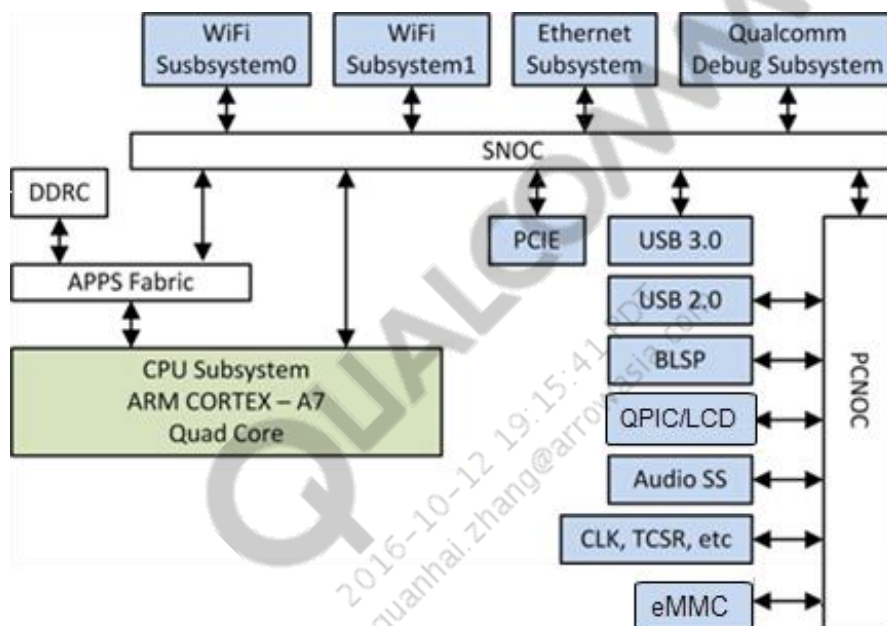 WiFi
Susbsystem0
WiFi
Subsystem1
Ethernet
Subsystem
Qualcomm
Debug Subsystem
SNOC
DDRC
PCIE
USB 3.0
APPS Fabric
USB 2.0
CPU Subsystem
ARM CORTEX – A7
Quad Core
BLSP
PCNOC
QPIC/LCD
Audio SS
CLK, TCSR, etc
eMMC
QUALCOMM
2016-10-12 19:15:41 PDT
quanhai.zhang@arrowasia.com